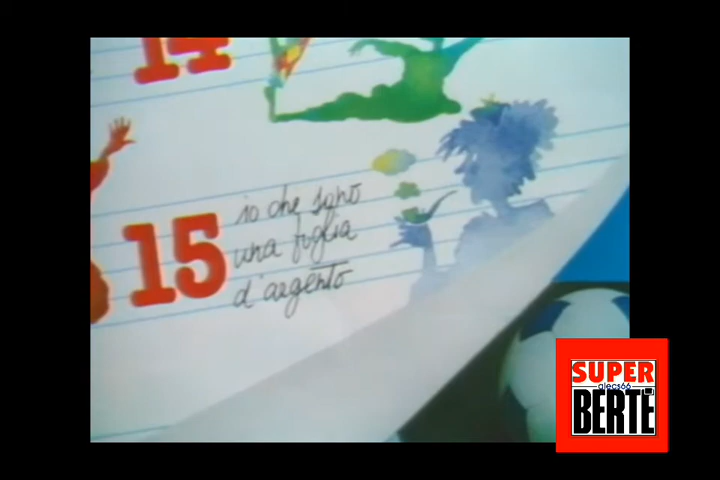 14
15
io che sono
una figlia
d'argento
SUPER
alecs66
BERTÈ